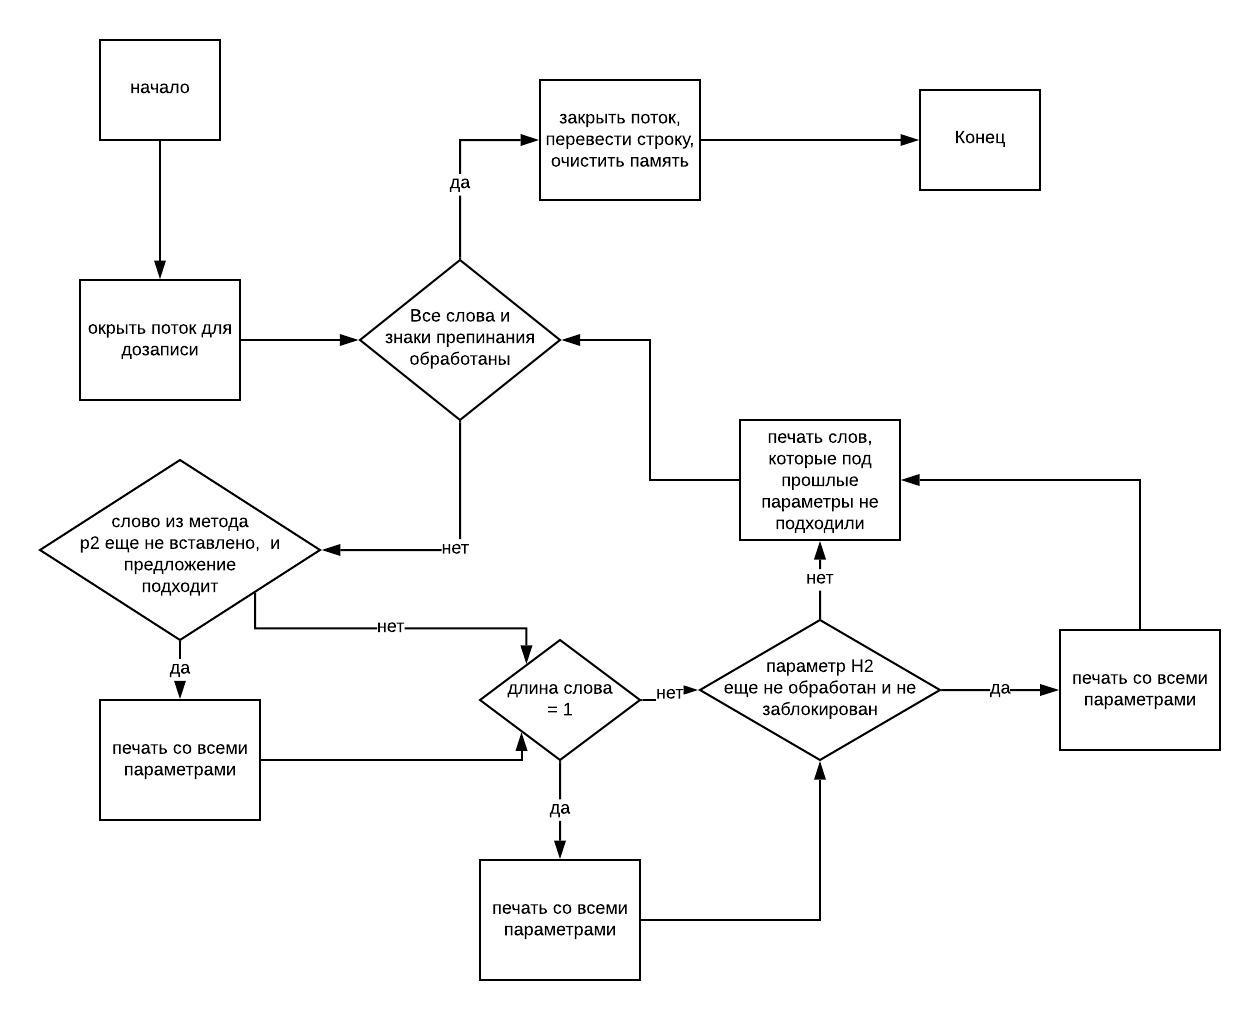 начало
закрыть поток,
перевести строку,
очистить память
Конец
да
окрыть поток для
дозаписи
Все слова и
знаки препинания
обработаны
печать слов,
которые под
прошлые
параметры не
подходили
слово из метода
p2 еще не вставлено, и
предложение
подходит
нет
нет
нет
да
длина слова
= 1
нет
параметр H2
еще не обработан и не
заблокирован
да
печать со всеми
параметрами
печать со всеми
параметрами
да
печать со всеми
параметрами